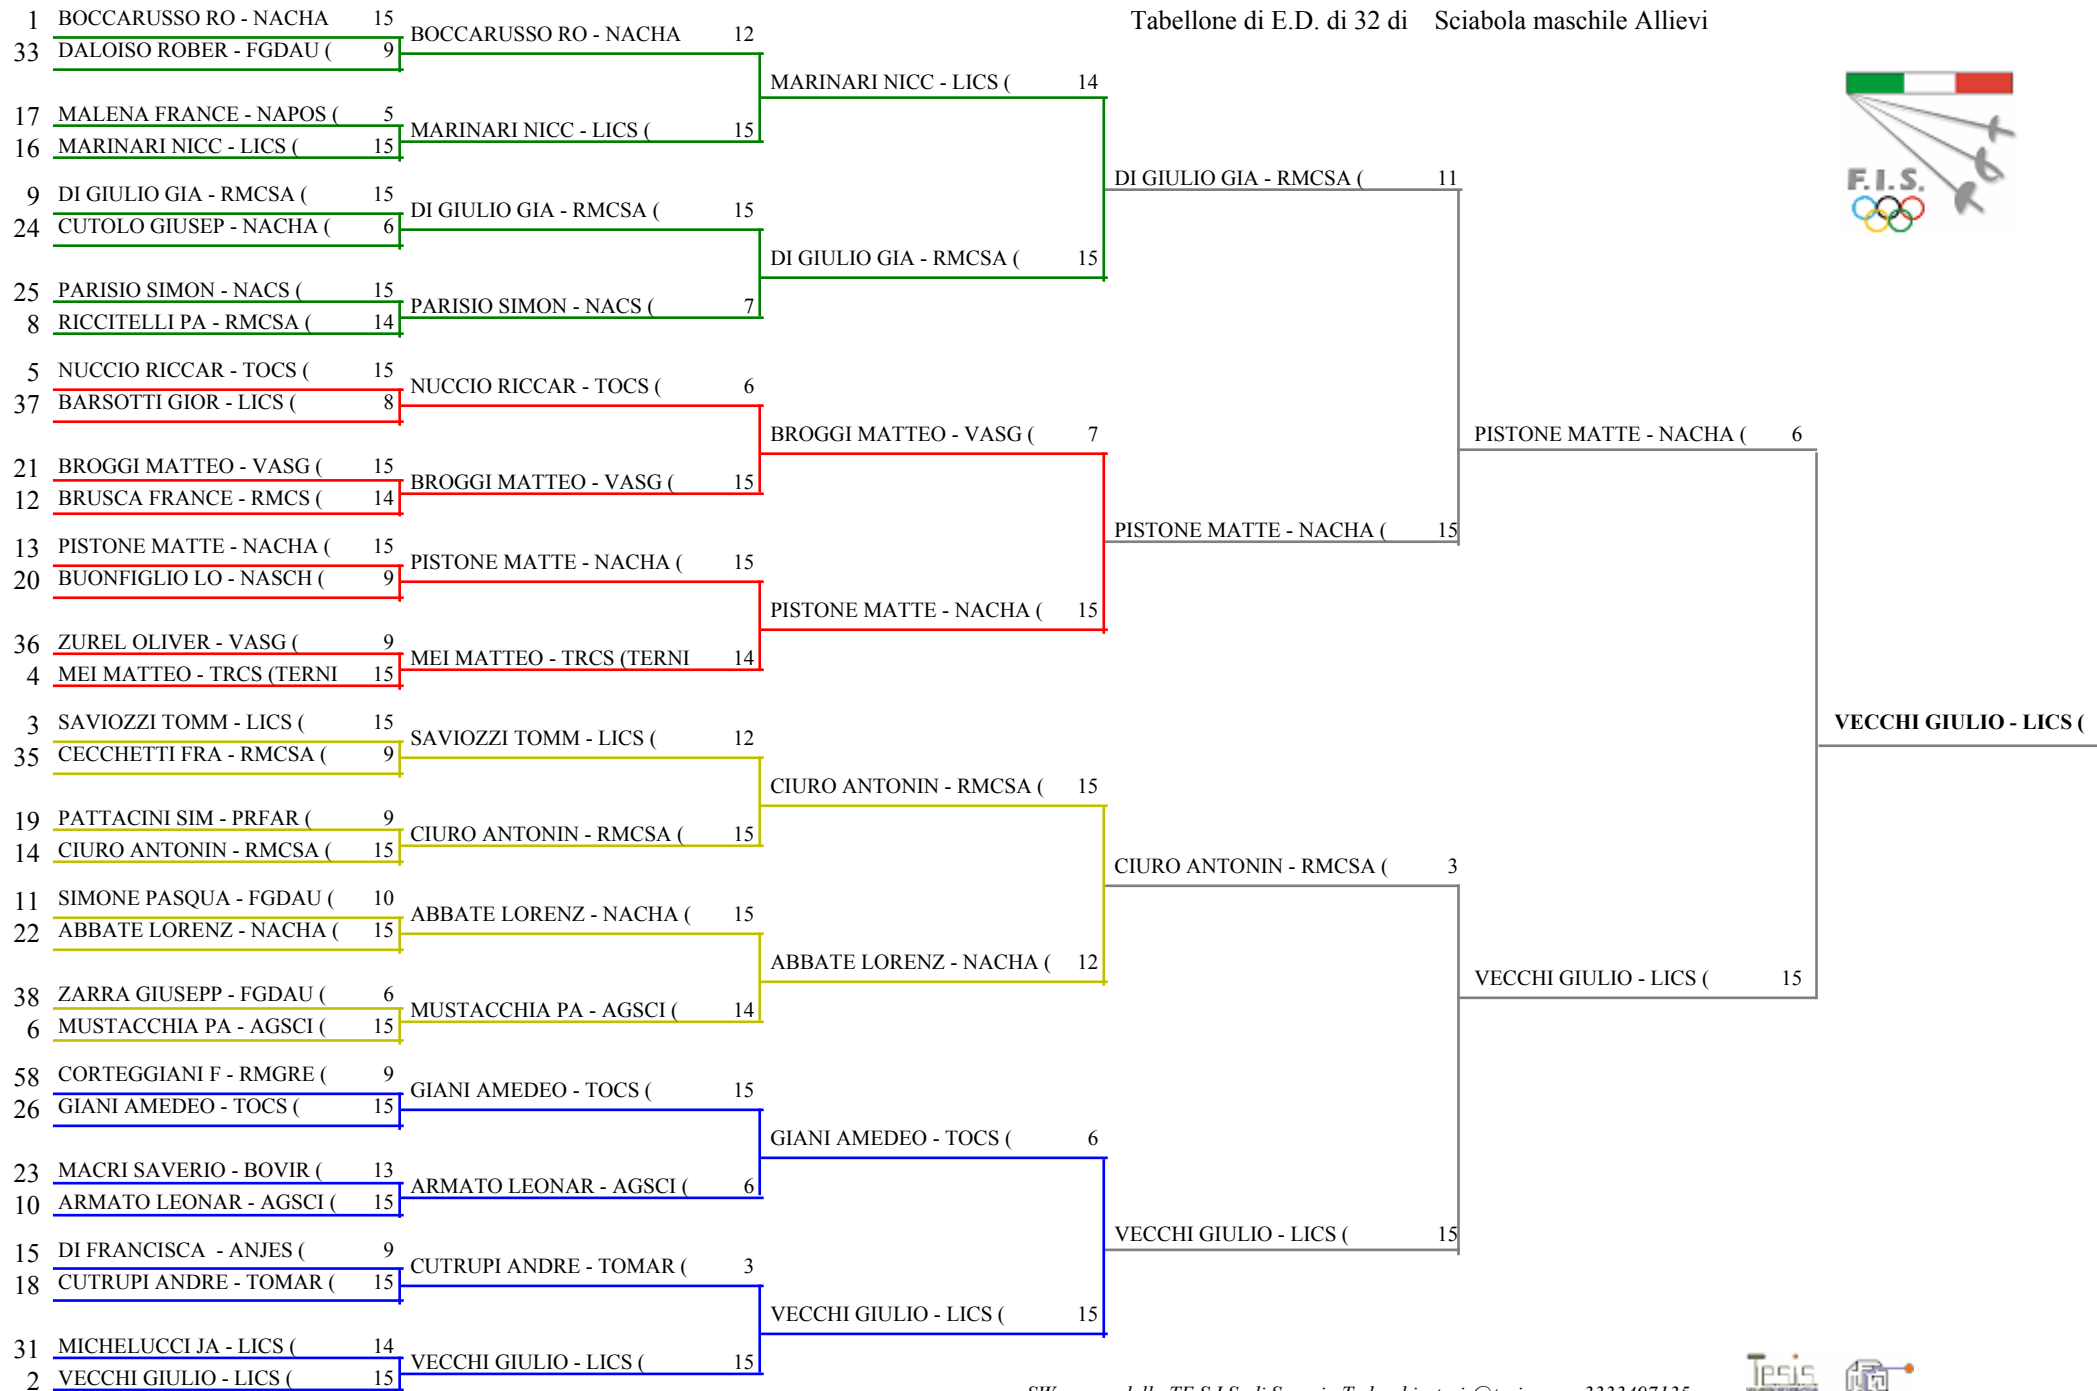 Tabellone di E.D. di 32 di Sciabola maschile Allievi
F.I.S.
1 BOCCARUSSO RO - NACHA 15
33 DALOISO ROBER - FGDAU ( 9
17 MALENA FRANCE - NAPOS ( 5
16 MARINARI NICC - LICS ( 15
9 DI GIULIO GIA - RMCSA ( 15
24 CUTOLO GIUSEP - NACHA ( 6
25 PARISIO SIMON - NACS ( 15
8 RICCITELLI PA - RMCSA ( 14
5 NUCCIO RICCAR - TOCS ( 15
37 BARSOTTI GIOR - LICS ( 8
21 BROGGI MATTEO - VASG ( 15
12 BRUSCA FRANCE - RMCS ( 14
13 PISTONE MATTE - NACHA ( 15
20 BUONFIGLIO LO - NASCH ( 9
36 ZUREL OLIVER - VASG ( 9
4 MEI MATTEO - TRCS (TERNI 15
3 SAVIOZZI TOMM - LICS ( 15
35 CECCHETTI FRA - RMCSA ( 9
19 PATTACINI SIM - PRFAR ( 9
14 CIURO ANTONIN - RMCSA ( 15
11 SIMONE PASQUA - FGDAU ( 10
22 ABBATE LORENZ - NACHA ( 15
38 ZARRA GIUSEPP - FGDAU ( 6
6 MUSTACCHIA PA - AGSCI ( 15
58 CORTEGGIANI F - RMGRE ( 9
26 GIANI AMEDEO - TOCS ( 15
23 MACRI SAVERIO - BOVIR ( 13
10 ARMATO LEONAR - AGSCI ( 15
15 DI FRANCISCA - ANJES ( 9
18 CUTRUPI ANDRE - TOMAR ( 15
31 MICHELUCCI JA - LICS ( 14
2 VECCHI GIULIO - LICS ( 15
BOCCARUSSO RO - NACHA 12
MARINARI NICC - LICS ( 15
DI GIULIO GIA - RMCSA ( 15
PARISIO SIMON - NACS ( 7
NUCCIO RICCAR - TOCS ( 6
BROGGI MATTEO - VASG ( 15
PISTONE MATTE - NACHA ( 15
MEI MATTEO - TRCS (TERNI 14
SAVIOZZI TOMM - LICS ( 12
CIURO ANTONIN - RMCSA ( 15
ABBATE LORENZ - NACHA ( 15
MUSTACCHIA PA - AGSCI ( 14
GIANI AMEDEO - TOCS ( 15
ARMATO LEONAR - AGSCI ( 6
CUTRUPI ANDRE - TOMAR ( 3
VECCHI GIULIO - LICS ( 15
MARINARI NICC - LICS ( 14
DI GIULIO GIA - RMCSA ( 15
BROGGI MATTEO - VASG ( 7
PISTONE MATTE - NACHA ( 15
CIURO ANTONIN - RMCSA ( 15
ABBATE LORENZ - NACHA ( 12
GIANI AMEDEO - TOCS ( 6
VECCHI GIULIO - LICS ( 15
DI GIULIO GIA - RMCSA ( 11
PISTONE MATTE - NACHA ( 15
CIURO ANTONIN - RMCSA ( 3
VECCHI GIULIO - LICS ( 15
PISTONE MATTE - NACHA ( 6
VECCHI GIULIO - LICS ( 15
VECCHI GIULIO - LICS (
Tesis